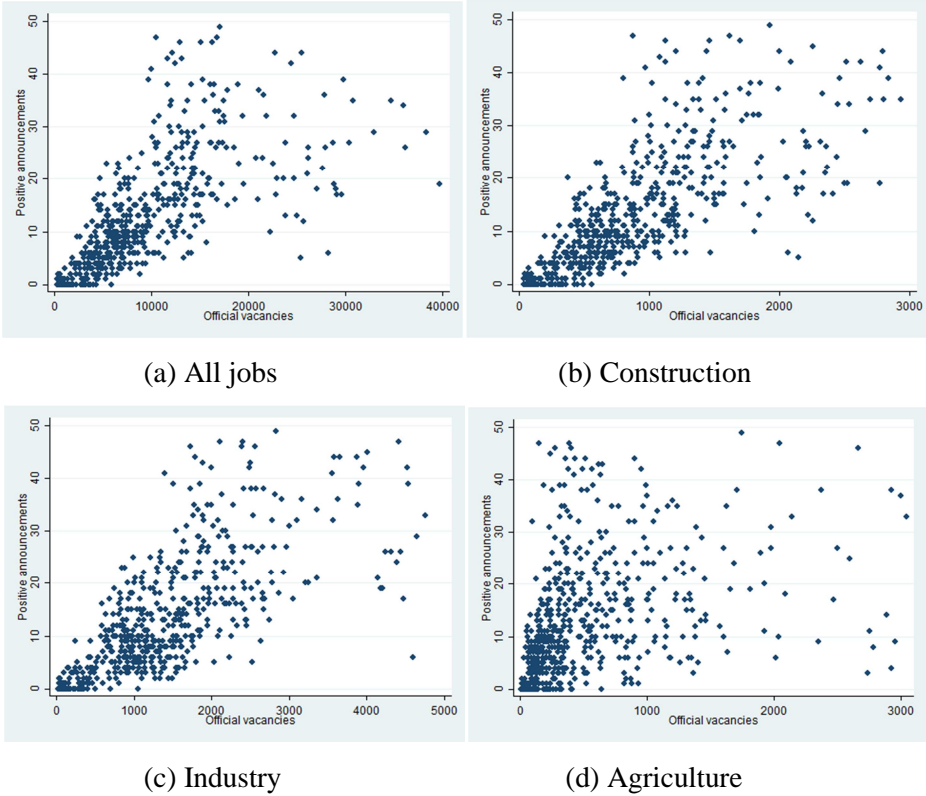 Positive announcements
50
40
30
20
10
0
0 10000 20000 30000 40000
Official vacancies
(a) All jobs
Positive announcements
50
40
30
20
10
0
0 1000 2000 3000
Official vacancies
(b) Construction
Positive announcements
50
40
30
20
10
0
0 1000 2000 3000 4000 5000
Official vacancies
(c) Industry
Positive announcements
50
40
30
20
10
0
0 1000 2000 3000
Official vacancies
(d) Agriculture